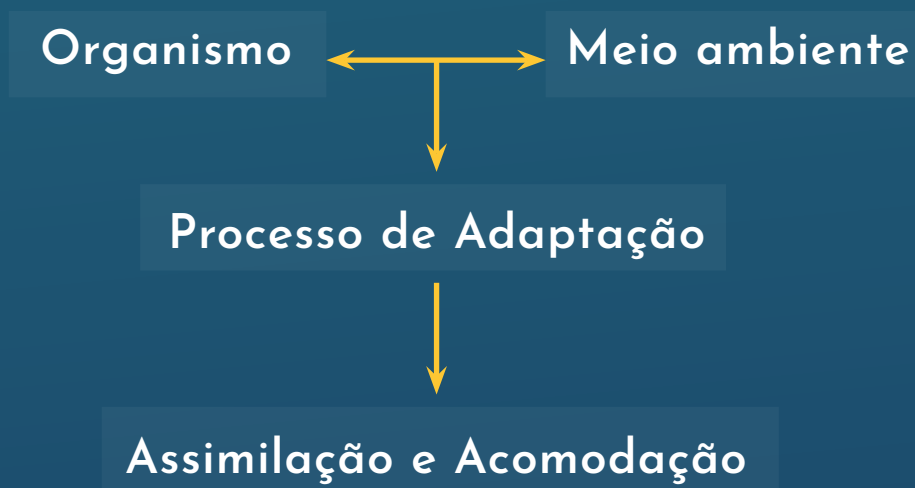 Organismo
Meio ambiente
Processo de Adaptação
Assimilação e Acomodação